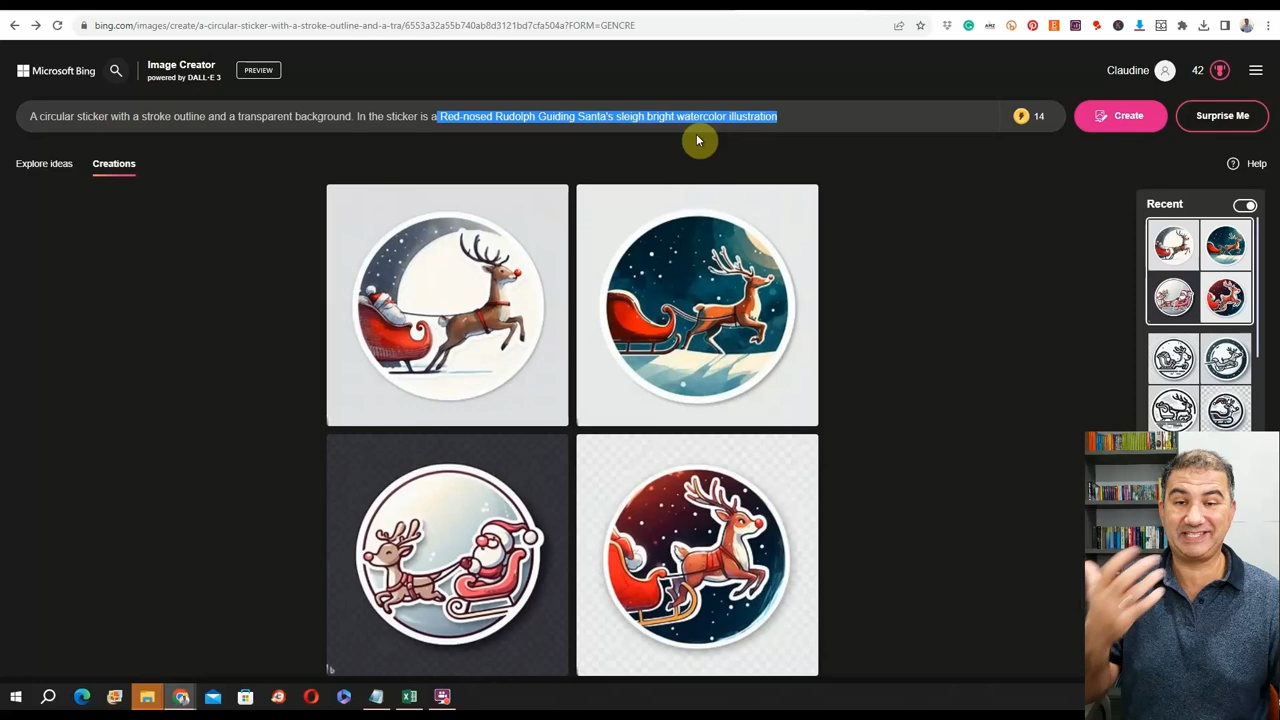 bing.com/images/create/a-circular-sticker-with-a-stroke-outline-and-a-tra/6553a32a55b740ab8d3121bd7cfa504a?FORM=GENCRE
Microsoft Bing
Image Creator
powered by DALL·E 3
PREVIEW
Claudine
42
A circular sticker with a stroke outline and a transparent background. In the sticker is a Red-nosed Rudolph Guiding Santa's sleigh bright watercolor illustration
14
Create
Surprise Me
Explore ideas
Creations
Help
Recent